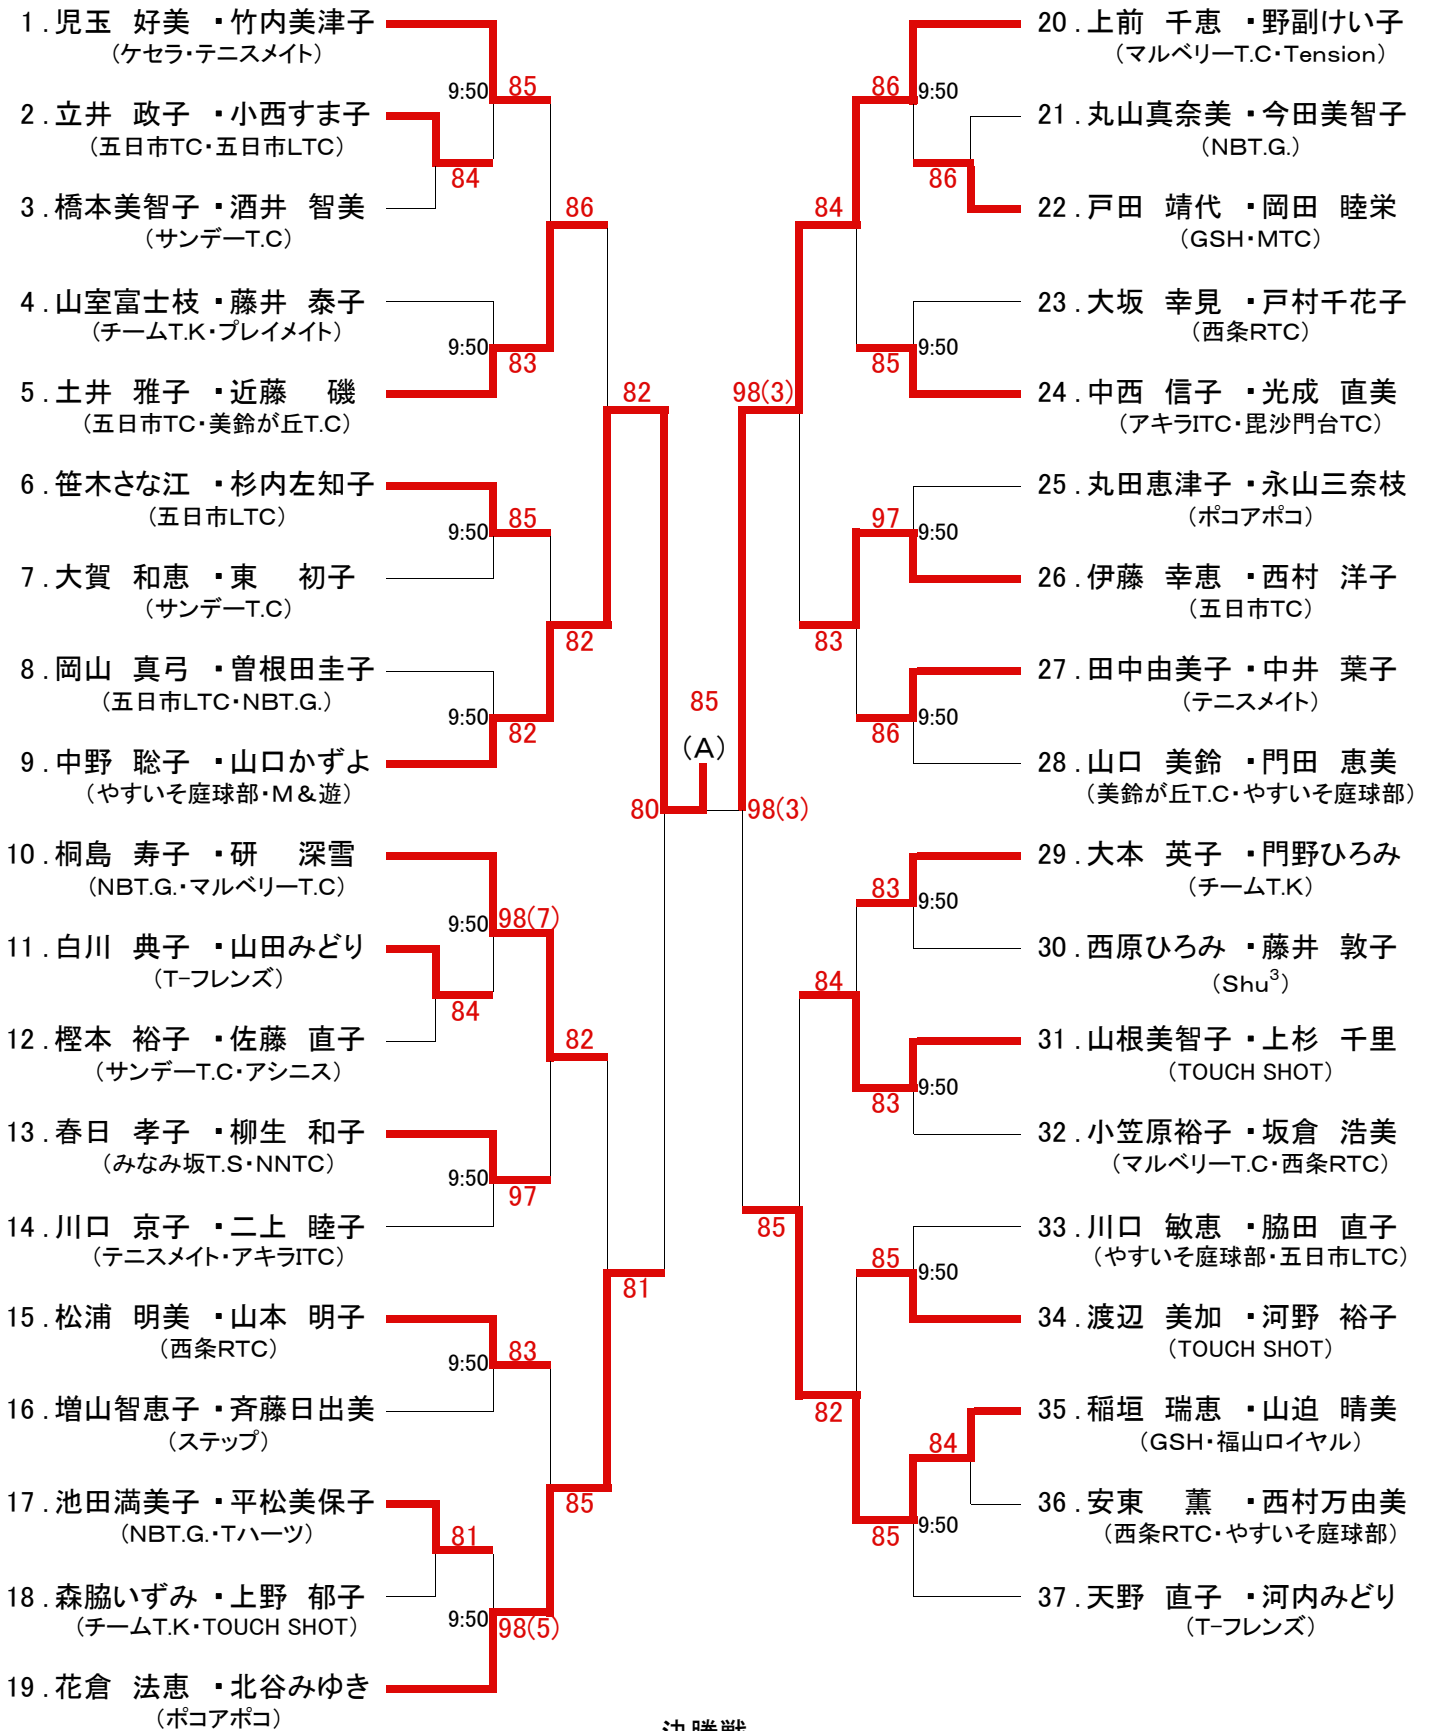 1.児玉 好美 ・竹内美津子
(ケセラ・テニスメイト)
9:50 85
2.立井 政子 ・小西すま子
(五日市TC・五日市LTC)
84
3.橋本美智子 ・酒井 智美
(サンデーT.C)
86
4.山室富士枝 ・藤井 泰子
(チームT.K・プレイメイト)
9:50 83
5.土井 雅子 ・近藤 磯
(五日市TC・美鈴が丘T.C)
82
6.笹木さな江 ・杉内左知子
(五日市LTC)
9:50 85
7.大賀 和恵 ・東 初子
(サンデーT.C)
82
8.岡山 真弓 ・曽根田圭子
(五日市LTC・NBT.G.)
9:50 82
9.中野 聡子 ・山口かずよ
(やすいそ庭球部・M&遊)
80
10.桐島 寿子 ・研 深雪
(NBT.G.・マルベリーT.C)
9:50 98(7)
11.白川 典子 ・山田みどり
(T-フレンズ)
84
12.樫本 裕子 ・佐藤 直子
(サンデーT.C・アシニス)
82
13.春日 孝子 ・柳生 和子
(みなみ坂T.S・NNTC)
9:50 97
14.川口 京子 ・二上 睦子
(テニスメイト・アキラITC)
81
15.松浦 明美 ・山本 明子
(西条RTC)
9:50 83
16.増山智恵子 ・斉藤日出美
(ステップ)
85
17.池田満美子 ・平松美保子
(NBT.G.・Tハーツ)
81
18.森脇いずみ ・上野 郁子
(チームT.K・TOUCH SHOT)
9:50 98(5)
19.花倉 法恵 ・北谷みゆき
(ポコアポコ)
85
(A)
決勝戦
20.上前 千恵 ・野副けい子
(マルベリーT.C・Tension)
86 9:50
21.丸山真奈美 ・今田美智子
(NBT.G.)
86
22.戸田 靖代 ・岡田 睦栄
(GSH・MTC)
84
23.大坂 幸見 ・戸村千花子
(西条RTC)
85 9:50
24.中西 信子 ・光成 直美
(アキラITC・毘沙門台TC)
98(3)
25.丸田恵津子 ・永山三奈枝
(ポコアポコ)
97 9:50
26.伊藤 幸恵 ・西村 洋子
(五日市TC)
83
27.田中由美子 ・中井 葉子
(テニスメイト)
86 9:50
28.山口 美鈴 ・門田 恵美
(美鈴が丘T.C・やすいそ庭球部)
98(3)
29.大本 英子 ・門野ひろみ
(チームT.K)
83 9:50
30.西原ひろみ ・藤井 敦子
(Shu³)
84
31.山根美智子 ・上杉 千里
(TOUCH SHOT)
83 9:50
32.小笠原裕子 ・坂倉 浩美
(マルベリーT.C・西条RTC)
85
33.川口 敏恵 ・脇田 直子
(やすいそ庭球部・五日市LTC)
85 9:50
34.渡辺 美加 ・河野 裕子
(TOUCH SHOT)
82
35.稲垣 瑞恵 ・山迫 晴美
(GSH・福山ロイヤル)
84
36.安東 薫 ・西村万由美
(西条RTC・やすいそ庭球部)
85 9:50
37.天野 直子 ・河内みどり
(T-フレンズ)